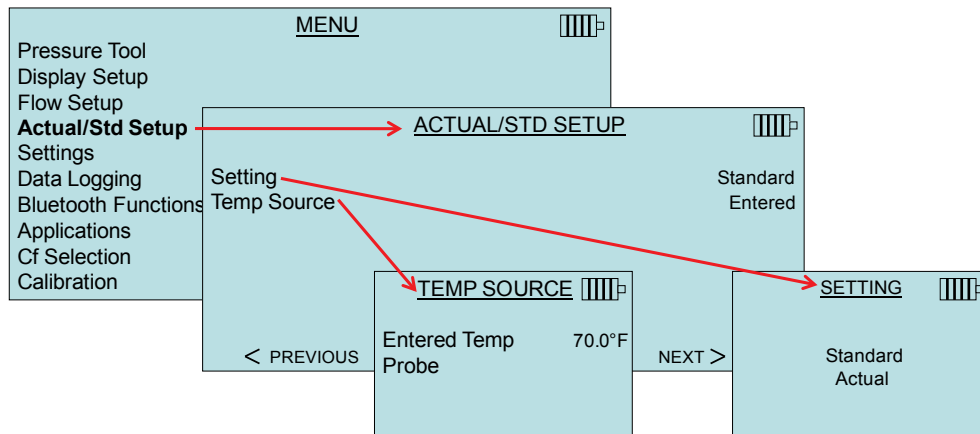 MENU
Pressure Tool
Display Setup
Flow Setup
Actual/Std Setup
Settings
Data Logging
Bluetooth Functions
Applications
Cf Selection
Calibration
ACTUAL/STD SETUP
Setting Standard
Temp Source Entered
< PREVIOUS NEXT >
TEMP SOURCE
Entered Temp 70.0°F
Probe
SETTING
Standard
Actual